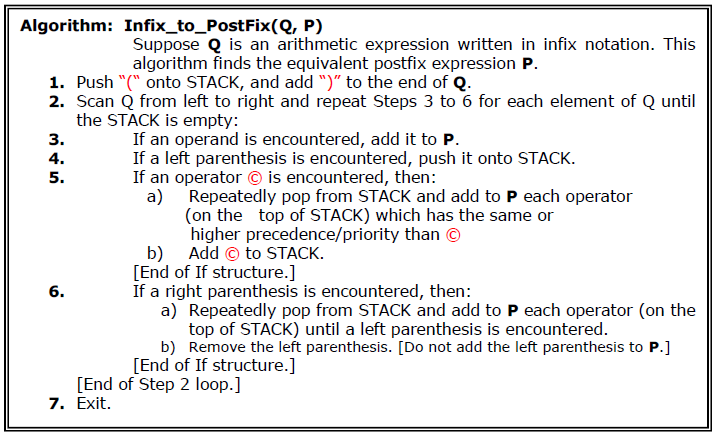 Algorithm: Infix_to_PostFix(Q, P)
Suppose Q is an arithmetic expression written in infix notation. This
algorithm finds the equivalent postfix expression P.
1. Push “(“ onto STACK, and add “)” to the end of Q.
2. Scan Q from left to right and repeat Steps 3 to 6 for each element of Q until
the STACK is empty:
3. If an operand is encountered, add it to P.
4. If a left parenthesis is encountered, push it onto STACK.
5. If an operator © is encountered, then:
a) Repeatedly pop from STACK and add to P each operator
(on the top of STACK) which has the same or
higher precedence/priority than ©
b) Add © to STACK.
[End of If structure.]
6. If a right parenthesis is encountered, then:
a) Repeatedly pop from STACK and add to P each operator (on the
top of STACK) until a left parenthesis is encountered.
b) Remove the left parenthesis. [Do not add the left parenthesis to P.]
[End of If structure.]
[End of Step 2 loop.]
7. Exit.